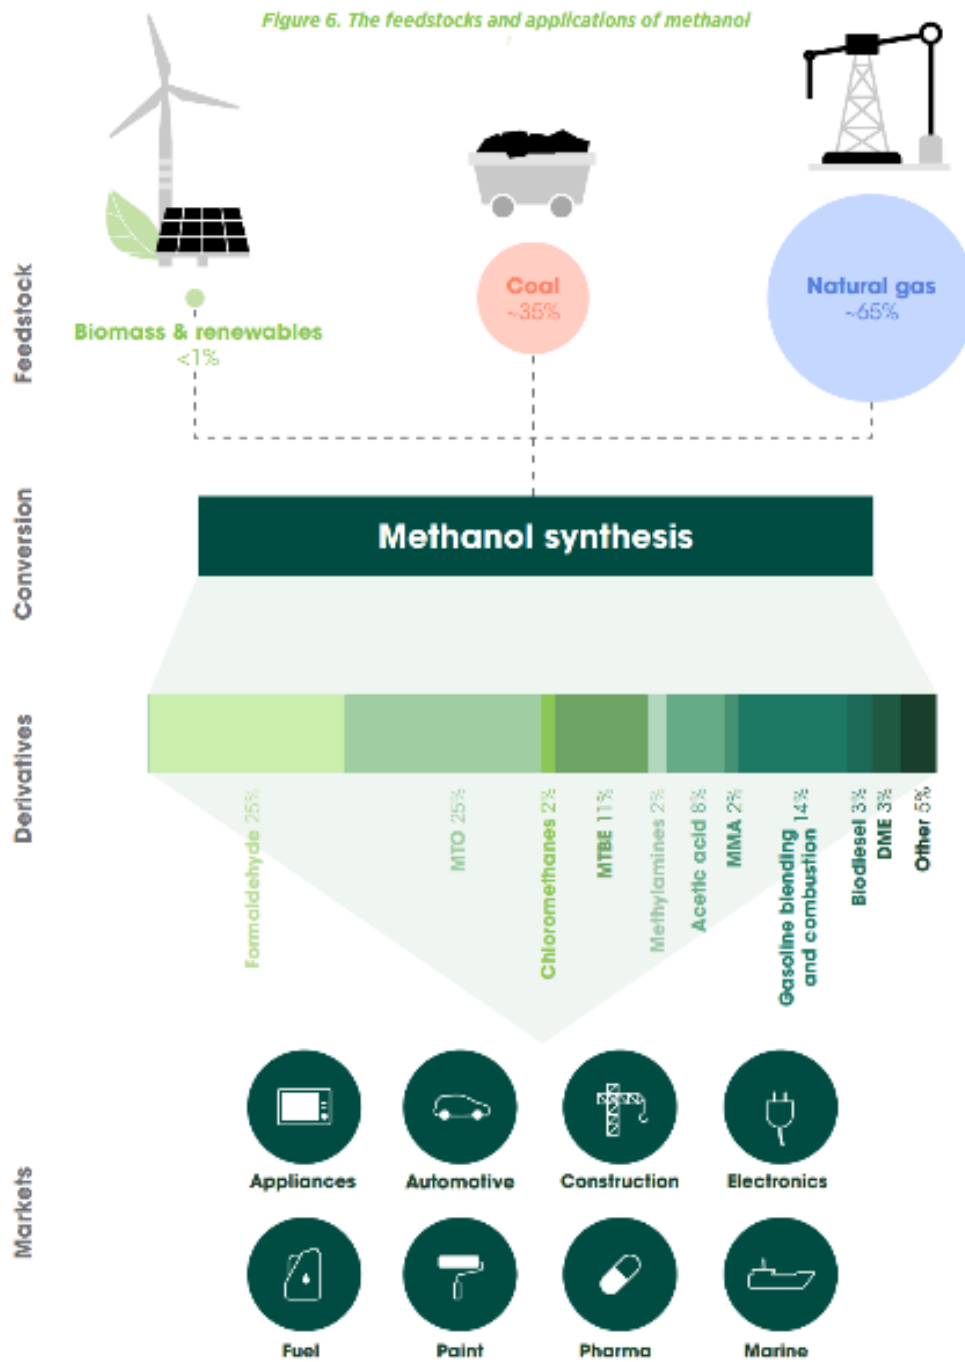 Figure 6. The feedstocks and applications of methanol
Feedstock
Biomass & renewables
<1%
Coal
~35%
Natural gas
~65%
Conversion
Methanol synthesis
Derivatives
Formaldehyde 25%
MTO 25%
Chloromethanes 2%
MTBE 11%
Methylamines 2%
Acetic acid 8%
MMA 2%
Gasoline blending 14%
and combustion
Biodiesel 3%
DME 3%
Other 5%
Markets
Appliances
Automotive
Construction
Electronics
Fuel
Paint
Pharma
Marine